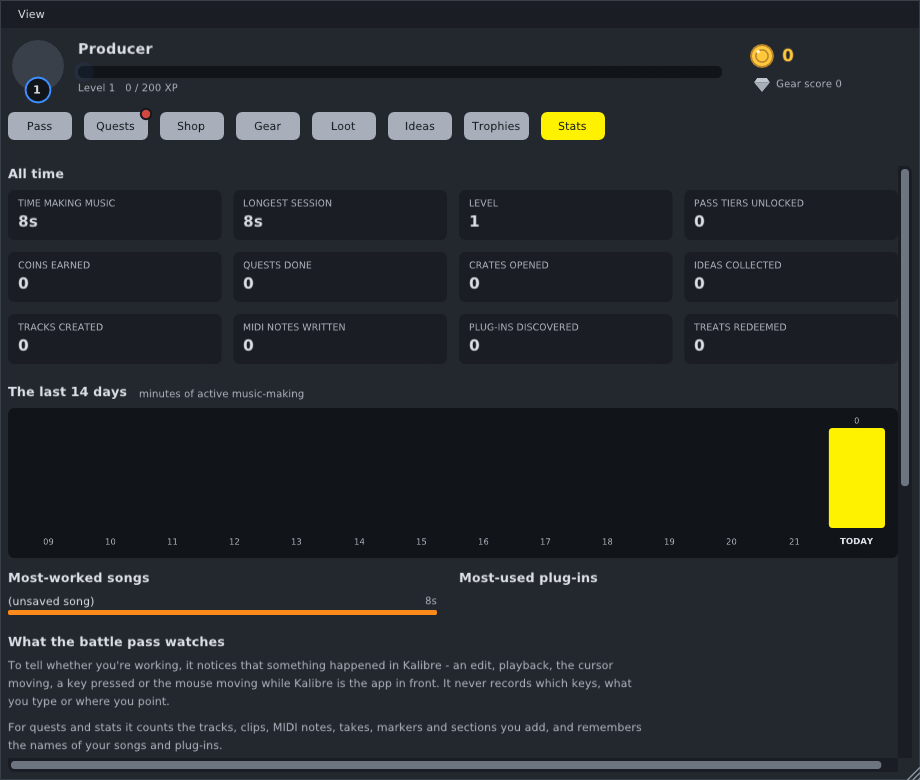 View
Producer
0
1
Level 1 0 / 200 XP
Gear score 0
Pass Quests Shop Gear Loot Ideas Trophies Stats
All time
TIME MAKING MUSIC LONGEST SESSION LEVEL PASS TIERS UNLOCKED
8s 8s 1 0
COINS EARNED QUESTS DONE CRATES OPENED IDEAS COLLECTED
0 0 0 0
TRACKS CREATED MIDI NOTES WRITTEN PLUG-INS DISCOVERED TREATS REDEEMED
0 0 0 0
The last 14 days minutes of active music-making
0
09 10 11 12 13 14 15 16 17 18 19 20 21 TODAY
Most-worked songs Most-used plug-ins
(unsaved song) 8s
What the battle pass watches
To tell whether you're working, it notices that something happened in Kalibre - an edit, playback, the cursor
moving, a key pressed or the mouse moving while Kalibre is the app in front. It never records which keys, what
you type or where you point.
For quests and stats it counts the tracks, clips, MIDI notes, takes, markers and sections you add, and remembers
the names of your songs and plug-ins.